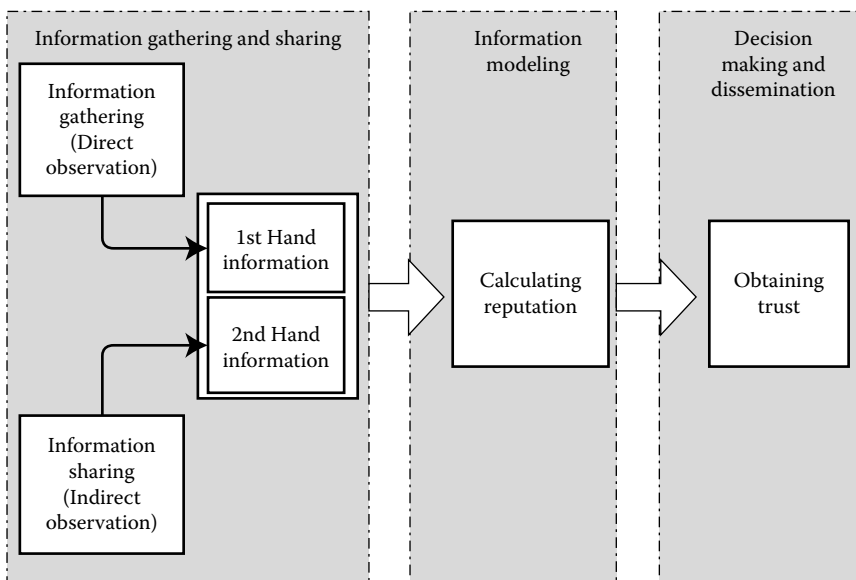 Information gathering and sharing
Information
gathering
(Direct
observation)
1st Hand
information
2nd Hand
information
Information
sharing
(Indirect
observation)
Information
modeling
Calculating
reputation
Decision
making and
dissemination
Obtaining
trust